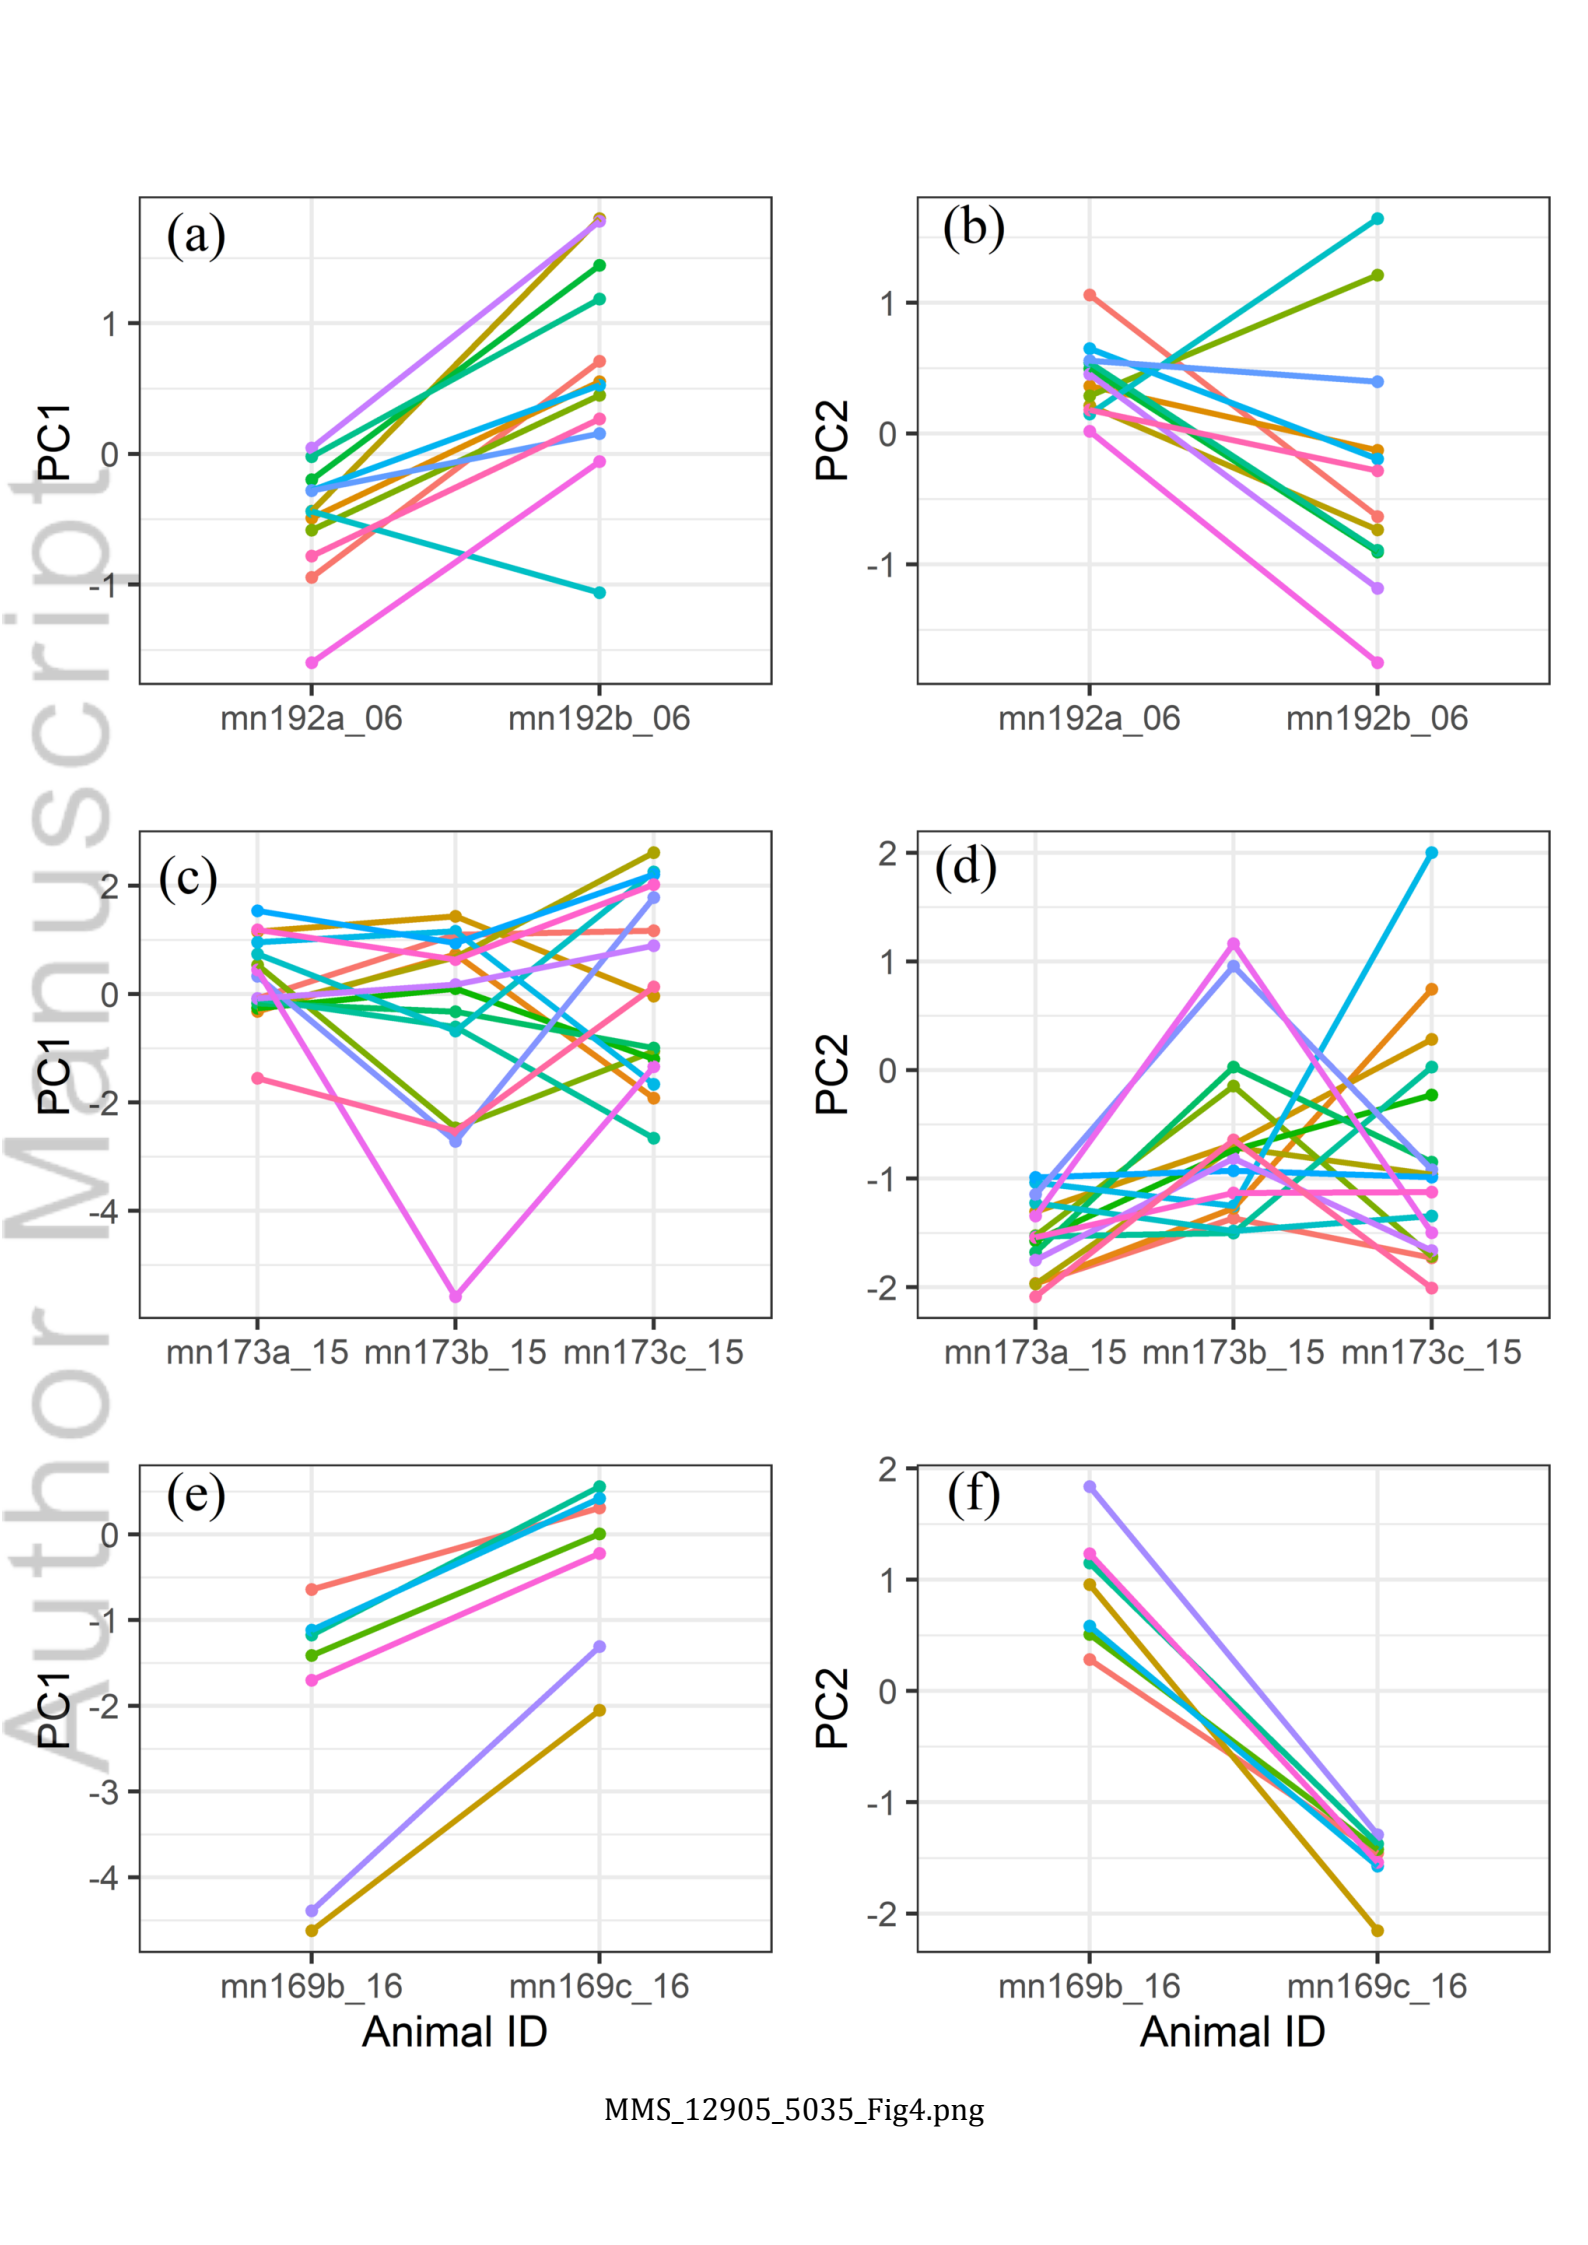 Author Manuscript
(a)
PC1
1
0
-1
mn192a_06 mn192b_06
(b)
PC2
1
0
-1
mn192a_06 mn192b_06
(c)
PC1
2
0
-2
-4
mn173a_15 mn173b_15 mn173c_15
(d)
PC2
2
1
0
-1
-2
mn173a_15 mn173b_15 mn173c_15
(e)
PC1
0
-1
-2
-3
-4
mn169b_16 mn169c_16
Animal ID
(f)
PC2
2
1
0
-1
-2
mn169b_16 mn169c_16
Animal ID
MMS_12905_5035_Fig4.png